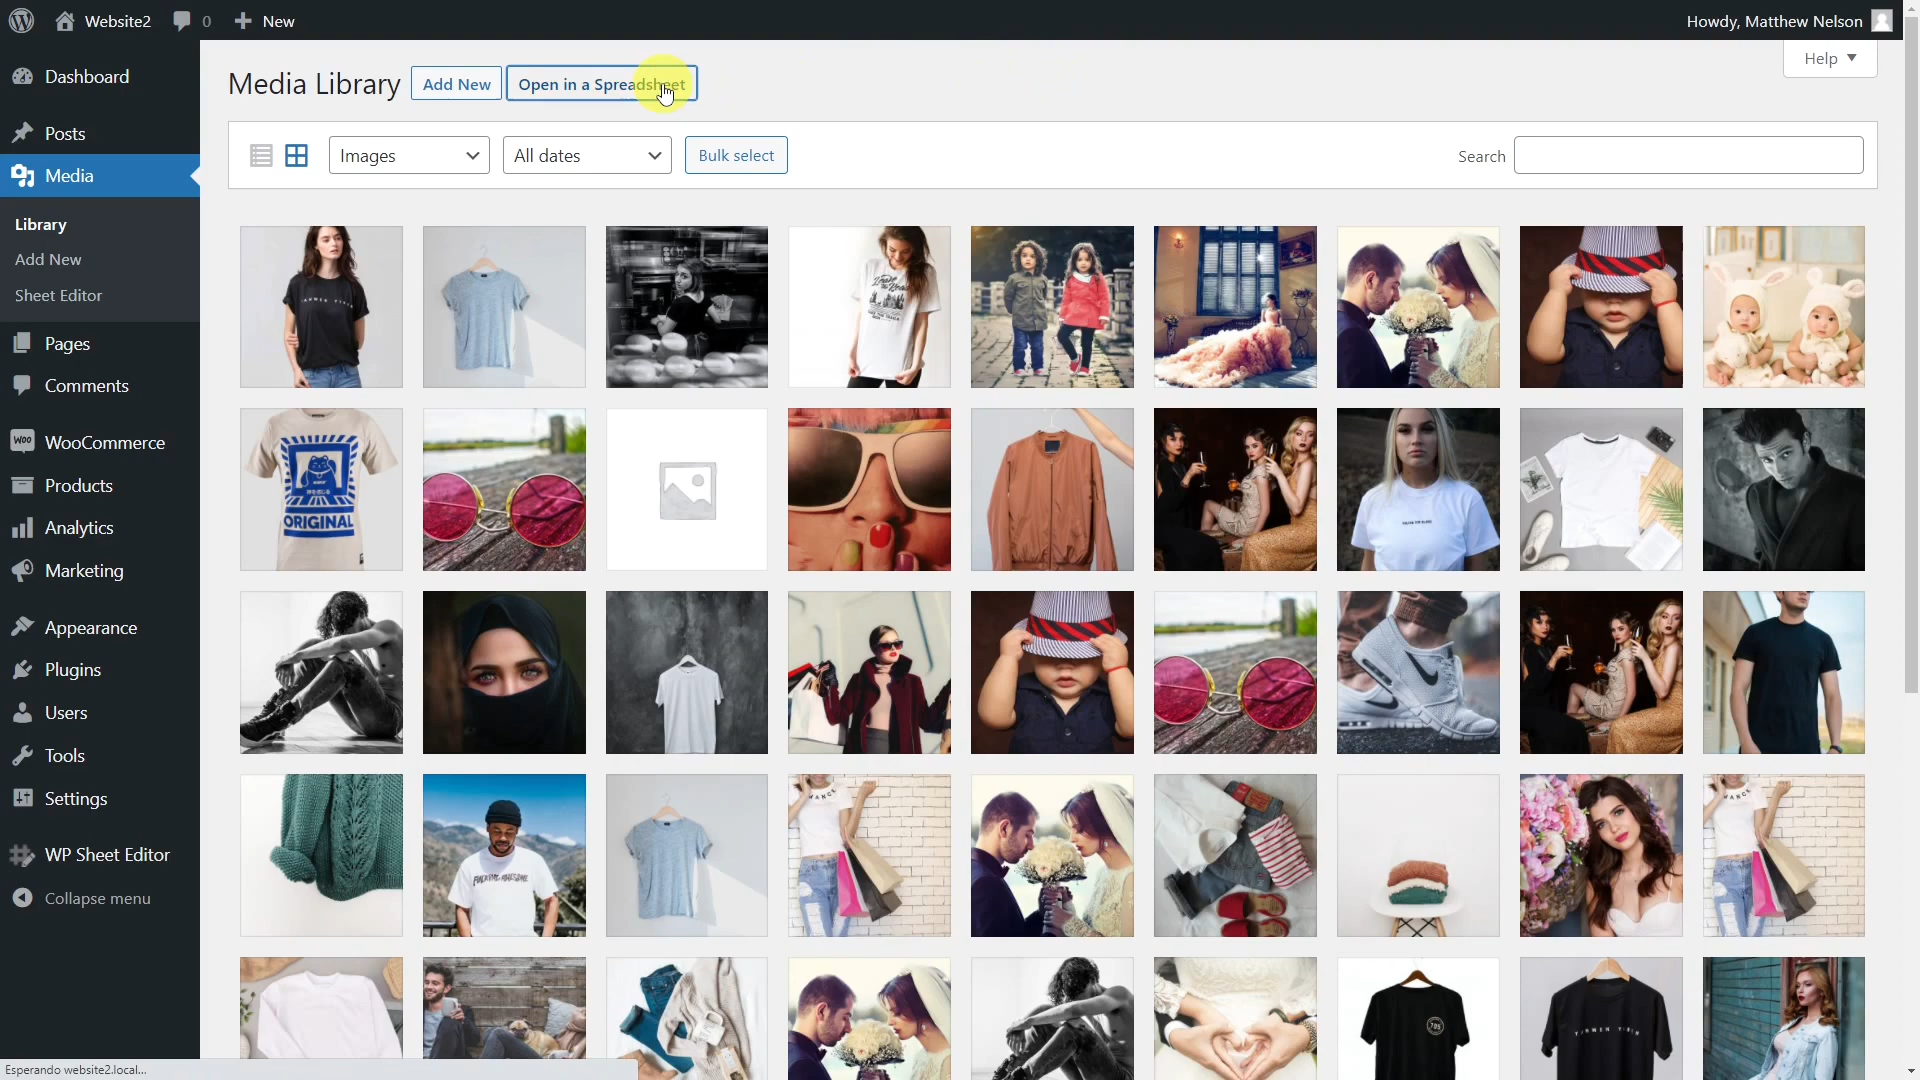 Website2
0
New
Howdy, Matthew Nelson
Help
Dashboard
Posts
Media
Library
Add New
Sheet Editor
Pages
Comments
WooCommerce
Products
Analytics
Marketing
Appearance
Plugins
Users
Tools
Settings
WP Sheet Editor
Collapse menu
Media Library
Add New
Open in a Spreadsheet
Images
All dates
Bulk select
Search
ORIGINAL
Esperando website2.local...